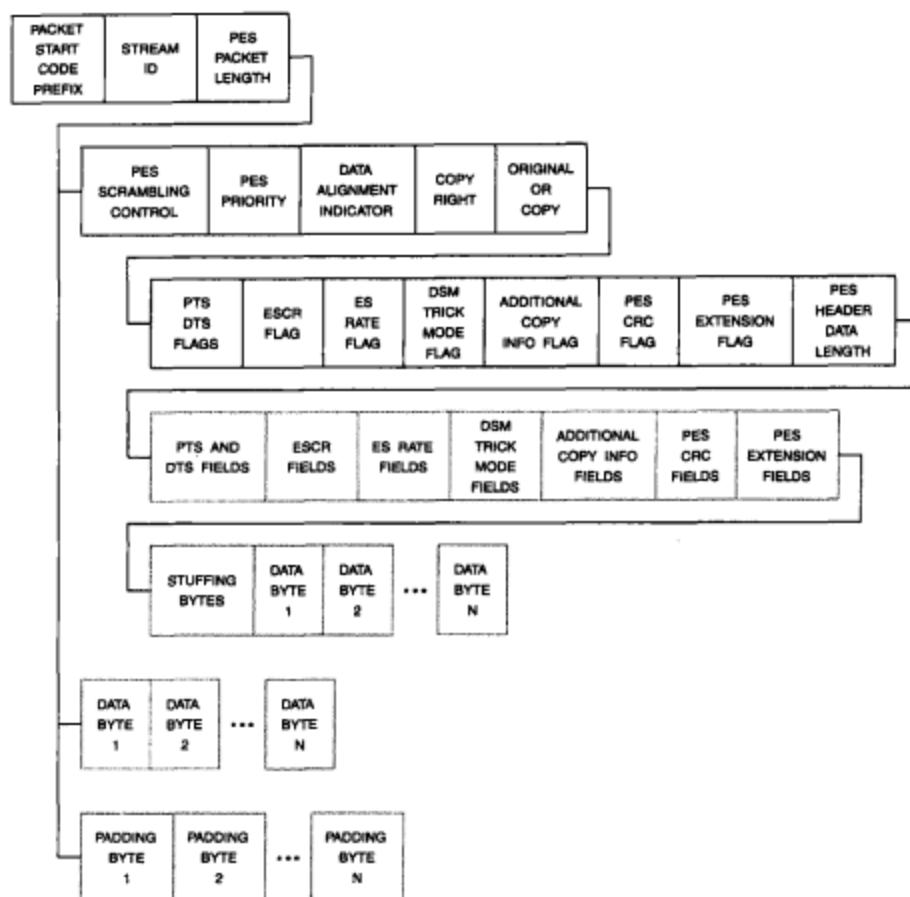 PACKET
START
CODE
PREFIX
STREAM
ID
PES
PACKET
LENGTH
PES
SCRAMBLING
CONTROL
PES
PRIORITY
DATA
ALIGNMENT
INDICATOR
COPY
RIGHT
ORIGINAL
OR
COPY
PTS
DTS
FLAGS
ESCR
FLAG
ES
RATE
FLAG
DSM
TRICK
MODE
FLAG
ADDITIONAL
COPY
INFO FLAG
PES
CRC
FLAG
PES
EXTENSION
FLAG
PES
HEADER
DATA
LENGTH
PTS AND
DTS FIELDS
ESCR
FIELDS
ES RATE
FIELDS
DSM
TRICK
MODE
FIELDS
ADDITIONAL
COPY INFO
FIELDS
PES
CRC
FIELDS
PES
EXTENSION
FIELDS
STUFFING
BYTES
DATA
BYTE
1
DATA
BYTE
2
•••
DATA
BYTE
N
DATA
BYTE
1
DATA
BYTE
2
•••
DATA
BYTE
N
PADDING
BYTE
1
PADDING
BYTE
2
•••
PADDING
BYTE
N